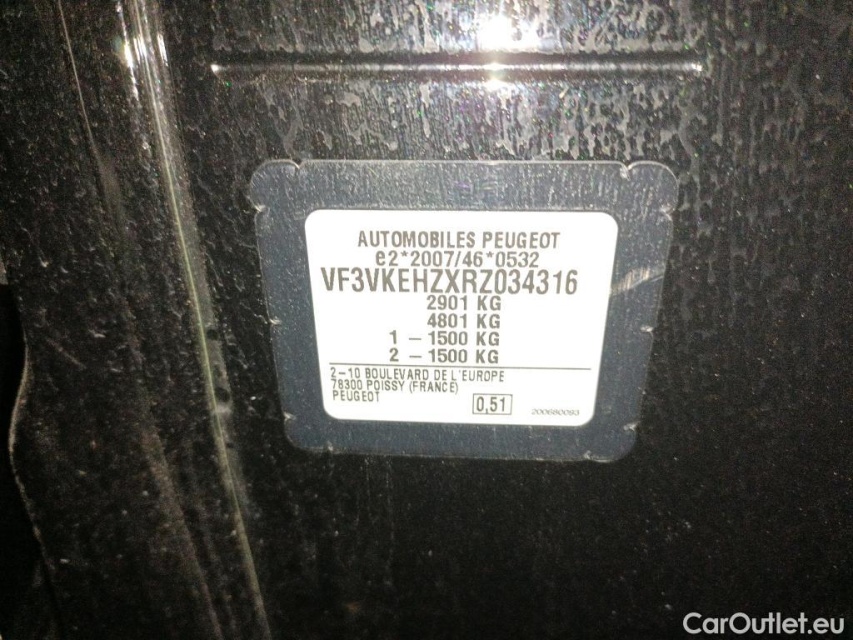 AUTOMOBILES PEUGEOT
e2*2007/46*0532
VF3VKEHZXRZ034316
2901 KG
4801 KG
1 – 1500 KG
2 – 1500 KG
2–10 BOULEVARD DE L'EUROPE
78300 POISSY (FRANCE)
PEUGEOT
0,51
200680093
CarOutlet.eu